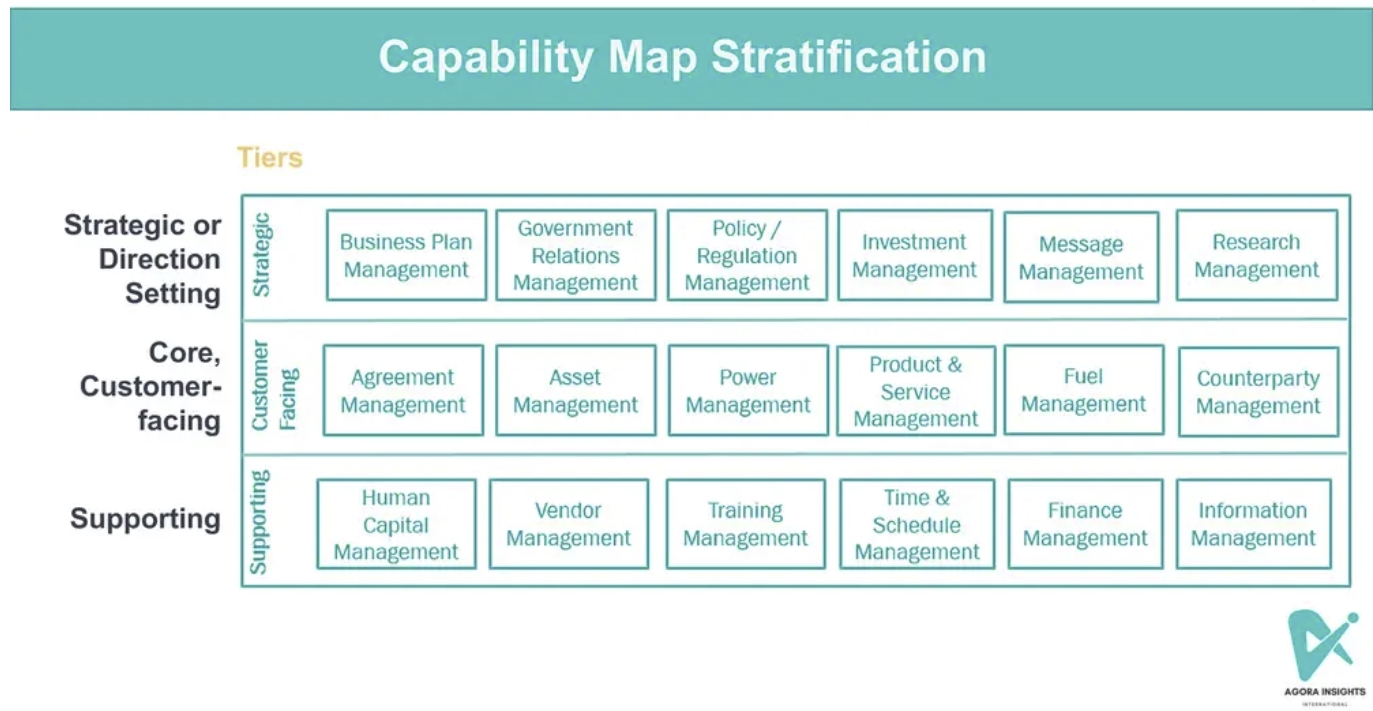 Capability Map Stratification
Tiers
Strategic or
Direction
Setting
Strategic
Business Plan
Management
Government
Relations
Management
Policy /
Regulation
Management
Investment
Management
Message
Management
Research
Management
Core,
Customer-
facing
Customer
Facing
Agreement
Management
Asset
Management
Power
Management
Product &
Service
Management
Fuel
Management
Counterparty
Management
Supporting
Supporting
Human
Capital
Management
Vendor
Management
Training
Management
Time &
Schedule
Management
Finance
Management
Information
Management
AGORA INSIGHTS
INTERNATIONAL